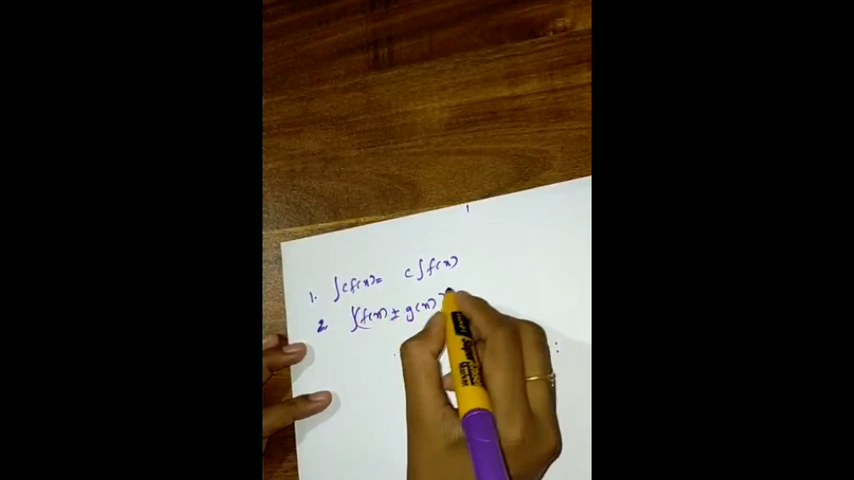 1. ∫cf(x)= c∫f(x)
2. ∫(f(x) ± g(x))